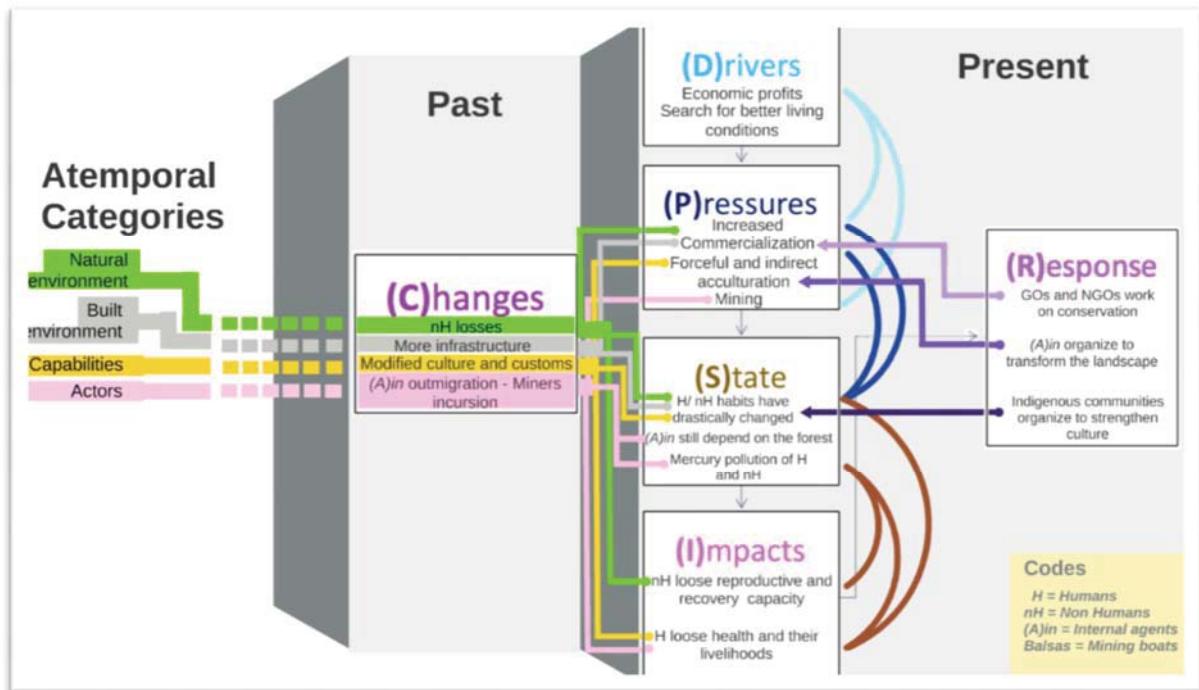 Atemporal
Categories
Natural
environment
Built
environment
Capabilities
Actors
Past
(C)hanges
nH losses
More infrastructure
Modified culture and customs
(A)in outmigration - Miners
incursion
Present
(D)rivers
Economic profits
Search for better living
conditions
(P)ressures
Increased
Commercialization
Forceful and indirect
acculturation
Mining
(S)tate
H/ nH habits have
drastically changed
(A)in still depend on the forest
Mercury pollution of H
and nH
(I)mpacts
nH loose reproductive and
recovery capacity
H loose health and their
livelihoods
(R)esponse
GOs and NGOs work
on conservation
(A)in organize to
transform the landscape
Indigenous communities
organize to strengthen
culture
Codes
H = Humans
nH = Non Humans
(A)in = Internal agents
Balsas = Mining boats